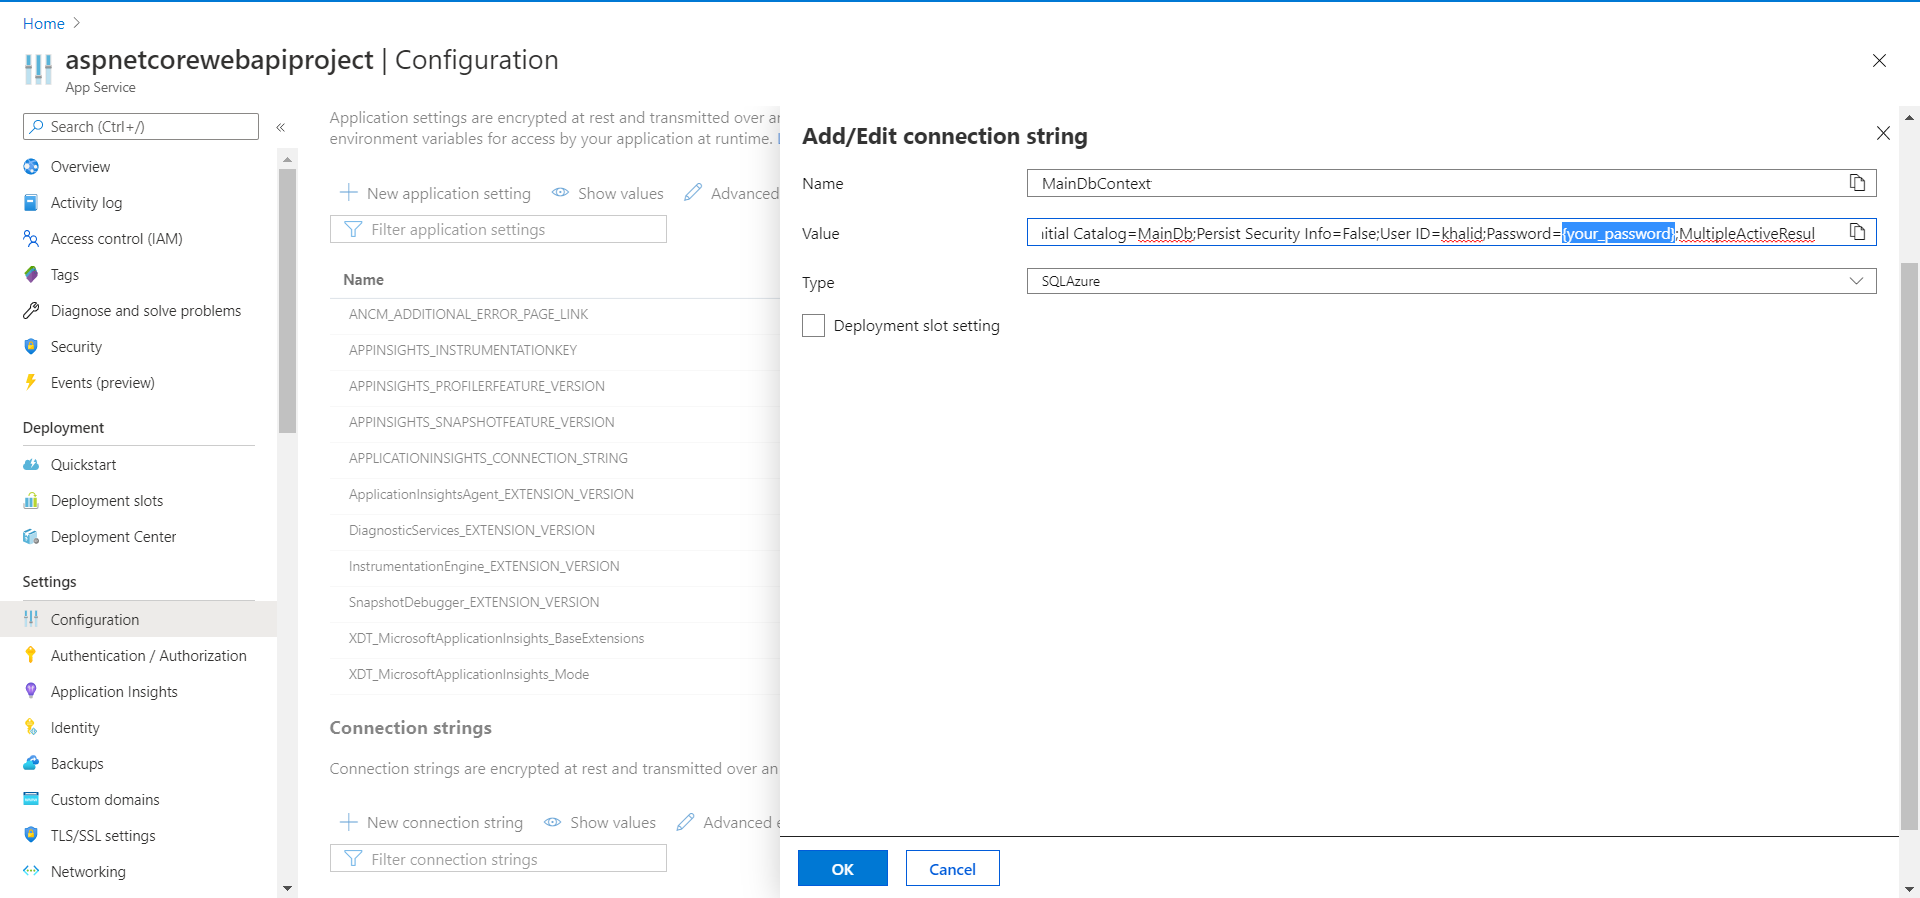 Home
aspnetcorewebapiproject | Configuration
App Service
Search (Ctrl+/)
Overview
Activity log
Access control (IAM)
Tags
Diagnose and solve problems
Security
Events (preview)
Deployment
Quickstart
Deployment slots
Deployment Center
Settings
Configuration
Authentication / Authorization
Application Insights
Identity
Backups
Custom domains
TLS/SSL settings
Networking
Application settings are encrypted at rest and transmitted over an
environment variables for access by your application at runtime.
New application setting Show values Advanced
Filter application settings
Name
ANCM_ADDITIONAL_ERROR_PAGE_LINK
APPINSIGHTS_INSTRUMENTATIONKEY
APPINSIGHTS_PROFILERFEATURE_VERSION
APPINSIGHTS_SNAPSHOTFEATURE_VERSION
APPLICATIONINSIGHTS_CONNECTION_STRING
ApplicationInsightsAgent_EXTENSION_VERSION
DiagnosticServices_EXTENSION_VERSION
InstrumentationEngine_EXTENSION_VERSION
SnapshotDebugger_EXTENSION_VERSION
XDT_MicrosoftApplicationInsights_BaseExtensions
XDT_MicrosoftApplicationInsights_Mode
Connection strings
Connection strings are encrypted at rest and transmitted over an
New connection string Show values Advanced e
Filter connection strings
Add/Edit connection string
Name MainDbContext
Value itial Catalog=MainDb;Persist Security Info=False;User ID=khalid;Password={your_password};MultipleActiveResul
Type SQLAzure
Deployment slot setting
OK Cancel